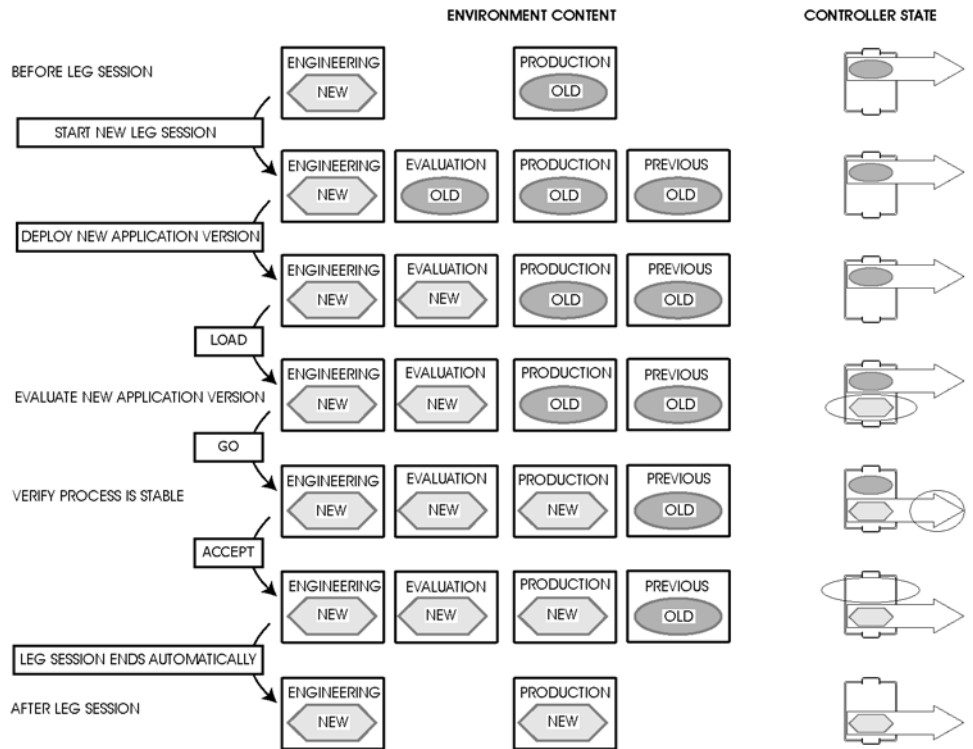 ENVIRONMENT CONTENT CONTROLLER STATE
BEFORE LEG SESSION
ENGINEERING PRODUCTION
NEW OLD
START NEW LEG SESSION
ENGINEERING EVALUATION PRODUCTION PREVIOUS
NEW OLD OLD OLD
DEPLOY NEW APPLICATION VERSION
ENGINEERING EVALUATION PRODUCTION PREVIOUS
NEW NEW OLD OLD
LOAD
ENGINEERING EVALUATION PRODUCTION PREVIOUS
EVALUATE NEW APPLICATION VERSION
NEW NEW OLD OLD
GO
ENGINEERING EVALUATION PRODUCTION PREVIOUS
VERIFY PROCESS IS STABLE
NEW NEW NEW OLD
ACCEPT
ENGINEERING EVALUATION PRODUCTION PREVIOUS
NEW NEW NEW OLD
LEG SESSION ENDS AUTOMATICALLY
ENGINEERING PRODUCTION
AFTER LEG SESSION
NEW NEW